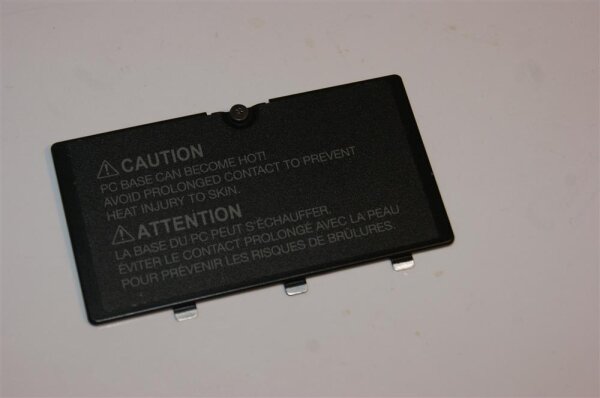 CAUTION
PC BASE CAN BECOME HOT!
AVOID PROLONGED CONTACT TO PREVENT
HEAT INJURY TO SKIN.
ATTENTION
LA BASE DU PC PEUT S'ÉCHAUFFER.
ÉVITER LE CONTACT PROLONGÉ AVEC LA PEAU
POUR PRÉVENIR LES RISQUES DE BRÛLURES.